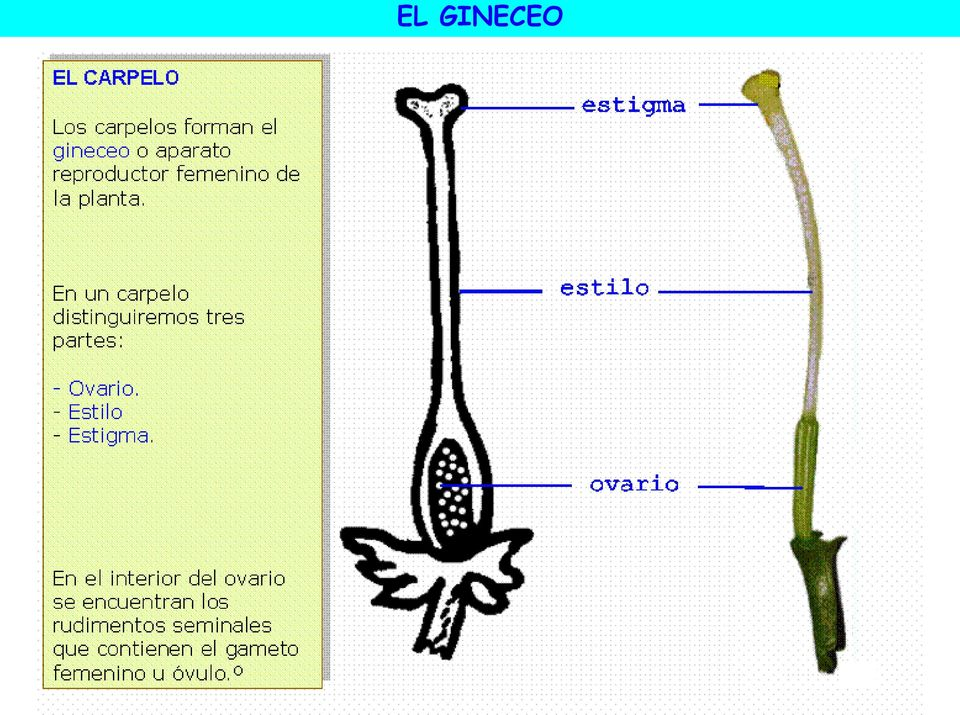 EL GINECEO
EL CARPELO
Los carpelos forman el
gineceo o aparato
reproductor femenino de
la planta.
En un carpelo
distinguiremos tres
partes:
- Ovario.
- Estilo
- Estigma.
En el interior del ovario
se encuentran los
rudimentos seminales
que contienen el gameto
femenino u óvulo.º
estigma
estilo
ovario